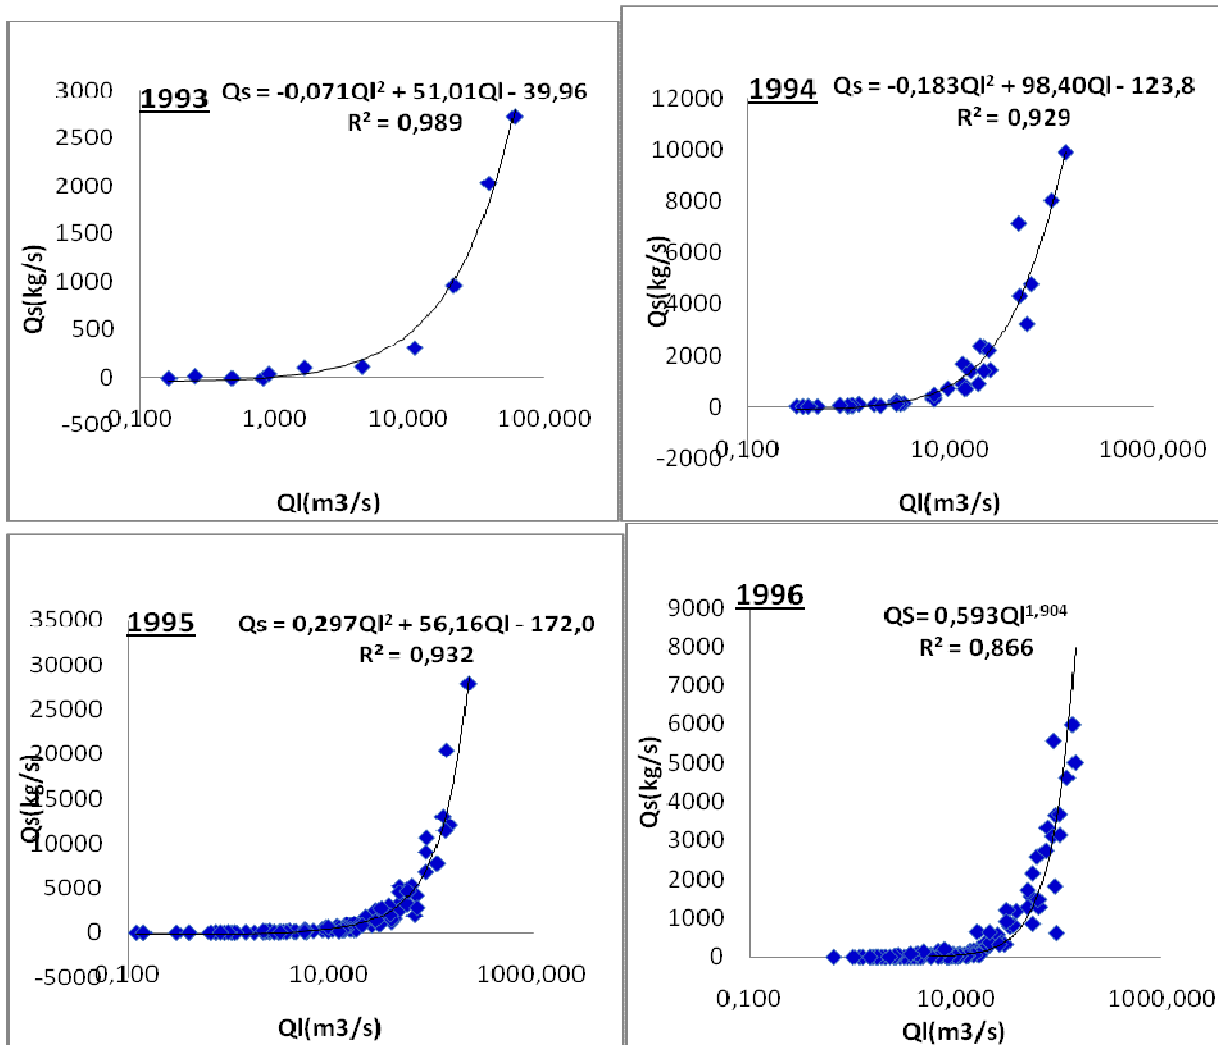 1993
Qs = -0,071Ql² + 51,01Ql - 39,96
R² = 0,989
3000
2500
2000
1500
1000
500
0
-500
Qs(kg/s)
0,100 1,000 10,000 100,000
Ql(m3/s)
1994
Qs = -0,183Ql² + 98,40Ql - 123,8
R² = 0,929
12000
10000
8000
6000
4000
2000
0
-2000
Qs(kg/s)
0,100 10,000 1000,000
Ql(m3/s)
1995
Qs = 0,297Ql² + 56,16Ql - 172,0
R² = 0,932
35000
30000
25000
20000
15000
10000
5000
0
-5000
Qs(kg/s)
0,100 10,000 1000,000
Ql(m3/s)
1996
QS= 0,593Ql¹,⁹⁰⁴
R² = 0,866
9000
8000
7000
6000
5000
4000
3000
2000
1000
0
Qs(kg/s)
0,100 10,000 1000,000
Ql(m3/s)